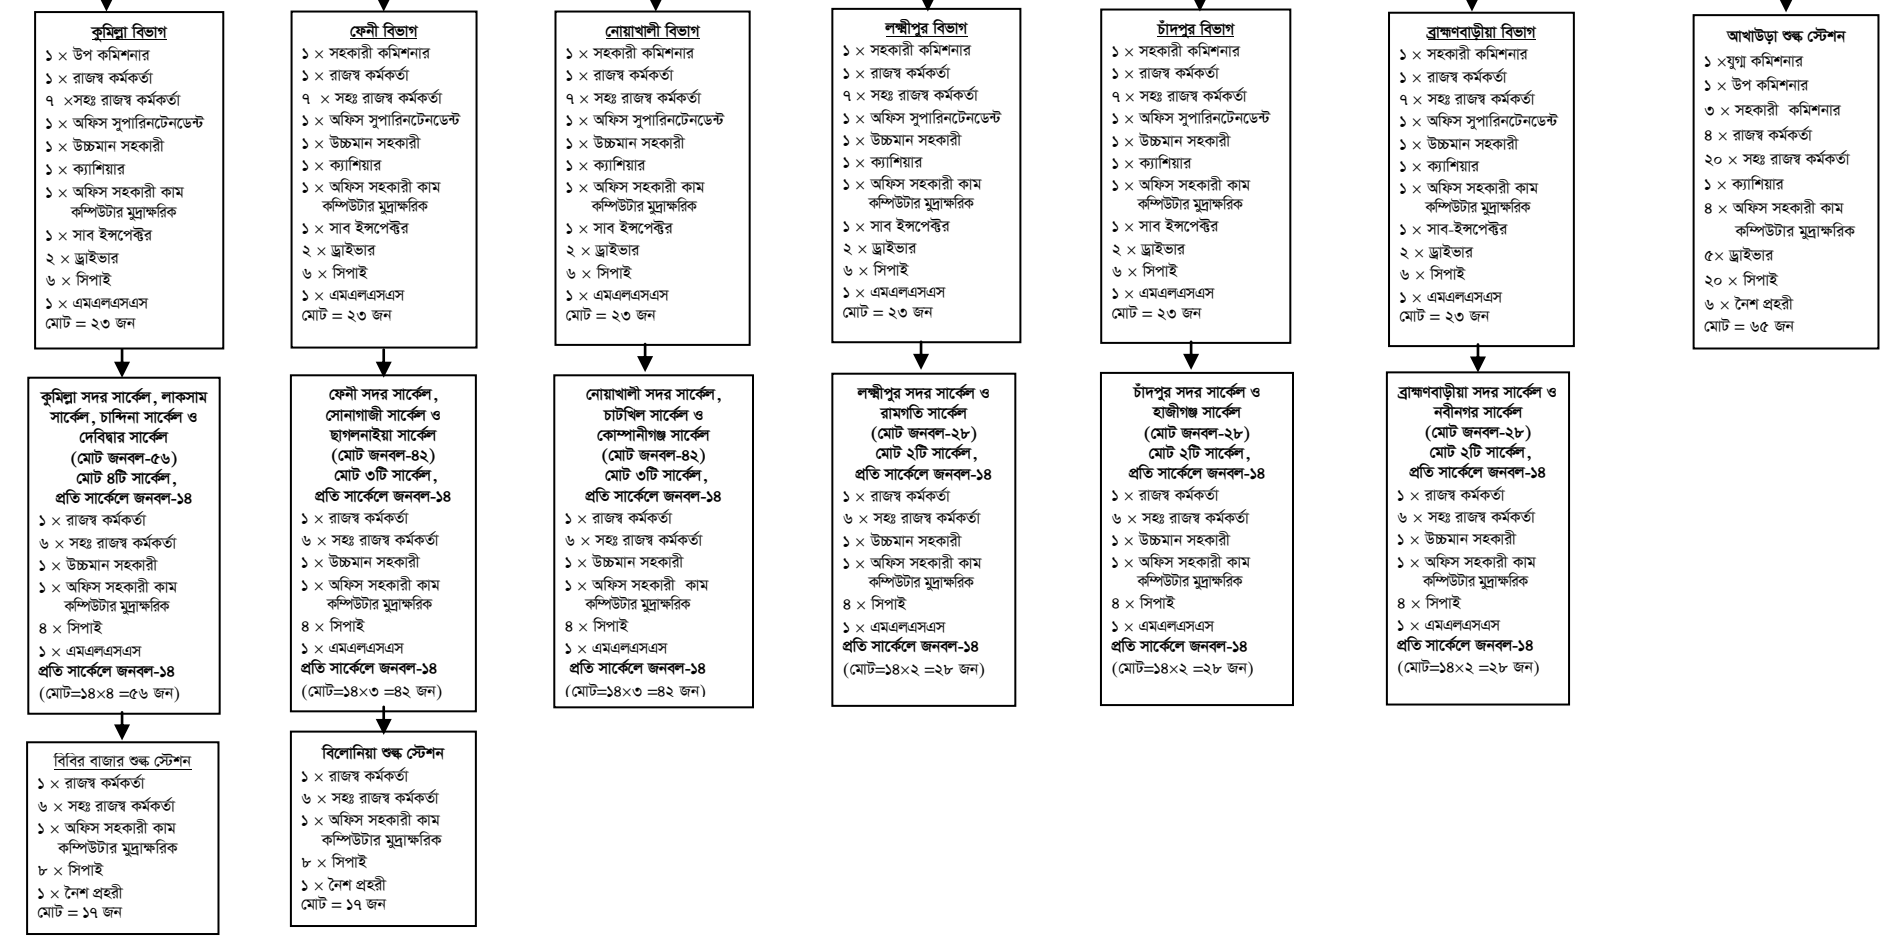 কুমিল্লা বিভাগ
১ × উপ কমিশনার
১ × রাজস্ব কর্মকর্তা
৭ ×সহঃ রাজস্ব কর্মকর্তা
১ × অফিস সুপারিনটেনডেন্ট
১ × উচ্চমান সহকারী
১ × ক্যাশিয়ার
১ × অফিস সহকারী কাম
কম্পিউটার মুদ্রাক্ষরিক
১ × সাব ইন্সপেক্টর
২ × ড্রাইভার
৬ × সিপাই
১ × এমএলএসএস
মোট = ২৩ জন
ফেনী বিভাগ
১ × সহকারী কমিশনার
১ × রাজস্ব কর্মকর্তা
৭ × সহঃ রাজস্ব কর্মকর্তা
১ × অফিস সুপারিনটেনডেন্ট
১ × উচ্চমান সহকারী
১ × ক্যাশিয়ার
১ × অফিস সহকারী কাম
কম্পিউটার মুদ্রাক্ষরিক
১ × সাব ইন্সপেক্টর
২ × ড্রাইভার
৬ × সিপাই
১ × এমএলএসএস
মোট = ২৩ জন
নোয়াখালী বিভাগ
১ × সহকারী কমিশনার
১ × রাজস্ব কর্মকর্তা
৭ × সহঃ রাজস্ব কর্মকর্তা
১ × অফিস সুপারিনটেনডেন্ট
১ × উচ্চমান সহকারী
১ × ক্যাশিয়ার
১ × অফিস সহকারী কাম
কম্পিউটার মুদ্রাক্ষরিক
১ × সাব ইন্সপেক্টর
২ × ড্রাইভার
৬ × সিপাই
১ × এমএলএসএস
মোট = ২৩ জন
লক্ষ্মীপুর বিভাগ
১ × সহকারী কমিশনার
১ × রাজস্ব কর্মকর্তা
৭ × সহঃ রাজস্ব কর্মকর্তা
১ × অফিস সুপারিনটেনডেন্ট
১ × উচ্চমান সহকারী
১ × ক্যাশিয়ার
১ × অফিস সহকারী কাম
কম্পিউটার মুদ্রাক্ষরিক
১ × সাব ইন্সপেক্টর
২ × ড্রাইভার
৬ × সিপাই
১ × এমএলএসএস
মোট = ২৩ জন
চাঁদপুর বিভাগ
১ × সহকারী কমিশনার
১ × রাজস্ব কর্মকর্তা
৭ × সহঃ রাজস্ব কর্মকর্তা
১ × অফিস সুপারিনটেনডেন্ট
১ × উচ্চমান সহকারী
১ × ক্যাশিয়ার
১ × অফিস সহকারী কাম
কম্পিউটার মুদ্রাক্ষরিক
১ × সাব ইন্সপেক্টর
২ × ড্রাইভার
৬ × সিপাই
১ × এমএলএসএস
মোট = ২৩ জন
ব্রাহ্মণবাড়ীয়া বিভাগ
১ × সহকারী কমিশনার
১ × রাজস্ব কর্মকর্তা
৭ × সহঃ রাজস্ব কর্মকর্তা
১ × অফিস সুপারিনটেনডেন্ট
১ × উচ্চমান সহকারী
১ × ক্যাশিয়ার
১ × অফিস সহকারী কাম
কম্পিউটার মুদ্রাক্ষরিক
১ × সাব-ইন্সপেক্টর
২ × ড্রাইভার
৬ × সিপাই
১ × এমএলএসএস
মোট = ২৩ জন
আখাউড়া শুল্ক স্টেশন
১ ×যুগ্ম কমিশনার
১ × উপ কমিশনার
৩ × সহকারী কমিশনার
৪ × রাজস্ব কর্মকর্তা
২০ × সহঃ রাজস্ব কর্মকর্তা
১ × ক্যাশিয়ার
৪ × অফিস সহকারী কাম
কম্পিউটার মুদ্রাক্ষরিক
৫× ড্রাইভার
২০ × সিপাই
৬ × নৈশ প্রহরী
মোট = ৬৫ জন
কুমিল্লা সদর সার্কেল, লাকসাম
সার্কেল, চান্দিনা সার্কেল ও
দেবিদ্বার সার্কেল
(মোট জনবল-৫৬)
মোট ৪টি সার্কেল,
প্রতি সার্কেলে জনবল-১৪
১ × রাজস্ব কর্মকর্তা
৬ × সহঃ রাজস্ব কর্মকর্তা
১ × উচ্চমান সহকারী
১ × অফিস সহকারী কাম
কম্পিউটার মুদ্রাক্ষরিক
৪ × সিপাই
১ × এমএলএসএস
প্রতি সার্কেলে জনবল-১৪
(মোট=১৪×৪ =৫৬ জন)
ফেনী সদর সার্কেল,
সোনাগাজী সার্কেল ও
ছাগলনাইয়া সার্কেল
(মোট জনবল-৪২)
মোট ৩টি সার্কেল,
প্রতি সার্কেলে জনবল-১৪
১ × রাজস্ব কর্মকর্তা
৬ × সহঃ রাজস্ব কর্মকর্তা
১ × উচ্চমান সহকারী
১ × অফিস সহকারী কাম
কম্পিউটার মুদ্রাক্ষরিক
৪ × সিপাই
১ × এমএলএসএস
প্রতি সার্কেলে জনবল-১৪
(মোট=১৪×৩ =৪২ জন)
নোয়াখালী সদর সার্কেল,
চাটখিল সার্কেল ও
কোম্পানীগঞ্জ সার্কেল
(মোট জনবল-৪২)
মোট ৩টি সার্কেল,
প্রতি সার্কেলে জনবল-১৪
১ × রাজস্ব কর্মকর্তা
৬ × সহঃ রাজস্ব কর্মকর্তা
১ × উচ্চমান সহকারী
১ × অফিস সহকারী কাম
কম্পিউটার মুদ্রাক্ষরিক
৪ × সিপাই
১ × এমএলএসএস
প্রতি সার্কেলে জনবল-১৪
(মোট=১৪×৩ =৪২ জন)
লক্ষ্মীপুর সদর সার্কেল ও
রামগতি সার্কেল
(মোট জনবল-২৮)
মোট ২টি সার্কেল,
প্রতি সার্কেলে জনবল-১৪
১ × রাজস্ব কর্মকর্তা
৬ × সহঃ রাজস্ব কর্মকর্তা
১ × উচ্চমান সহকারী
১ × অফিস সহকারী কাম
কম্পিউটার মুদ্রাক্ষরিক
৪ × সিপাই
১ × এমএলএসএস
প্রতি সার্কেলে জনবল-১৪
(মোট=১৪×২ =২৮ জন)
চাঁদপুর সদর সার্কেল ও
হাজীগঞ্জ সার্কেল
(মোট জনবল-২৮)
মোট ২টি সার্কেল,
প্রতি সার্কেলে জনবল-১৪
১ × রাজস্ব কর্মকর্তা
৬ × সহঃ রাজস্ব কর্মকর্তা
১ × উচ্চমান সহকারী
১ × অফিস সহকারী কাম
কম্পিউটার মুদ্রাক্ষরিক
৪ × সিপাই
১ × এমএলএসএস
প্রতি সার্কেলে জনবল-১৪
(মোট=১৪×২ =২৮ জন)
ব্রাহ্মণবাড়ীয়া সদর সার্কেল ও
নবীনগর সার্কেল
(মোট জনবল-২৮)
মোট ২টি সার্কেল,
প্রতি সার্কেলে জনবল-১৪
১ × রাজস্ব কর্মকর্তা
৬ × সহঃ রাজস্ব কর্মকর্তা
১ × উচ্চমান সহকারী
১ × অফিস সহকারী কাম
কম্পিউটার মুদ্রাক্ষরিক
৪ × সিপাই
১ × এমএলএসএস
প্রতি সার্কেলে জনবল-১৪
(মোট=১৪×২ =২৮ জন)
বিবির বাজার শুল্ক স্টেশন
১ × রাজস্ব কর্মকর্তা
৬ × সহঃ রাজস্ব কর্মকর্তা
১ × অফিস সহকারী কাম
কম্পিউটার মুদ্রাক্ষরিক
৮ × সিপাই
১ × নৈশ প্রহরী
মোট = ১৭ জন
বিলোনিয়া শুল্ক স্টেশন
১ × রাজস্ব কর্মকর্তা
৬ × সহঃ রাজস্ব কর্মকর্তা
১ × অফিস সহকারী কাম
কম্পিউটার মুদ্রাক্ষরিক
৮ × সিপাই
১ × নৈশ প্রহরী
মোট = ১৭ জন